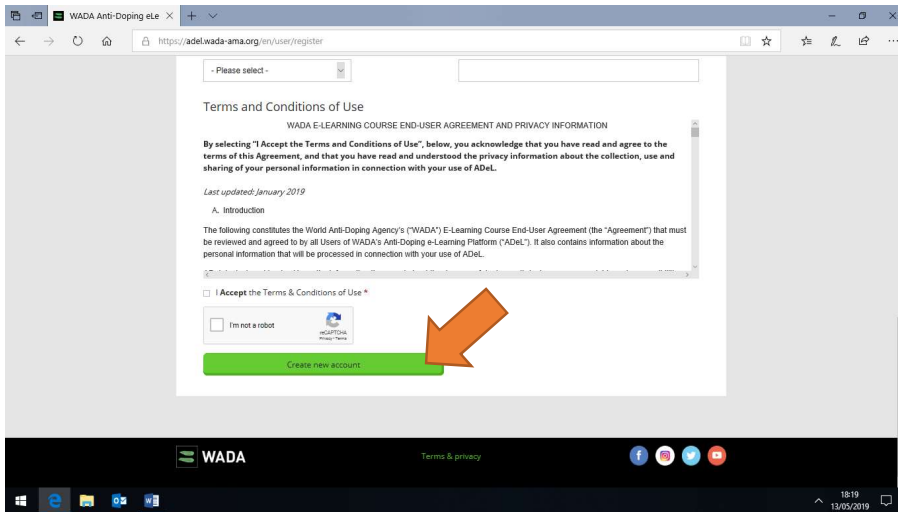 WADA Anti-Doping eLe
https://adel.wada-ama.org/en/user/register
- Please select -
Terms and Conditions of Use
WADA E-LEARNING COURSE END-USER AGREEMENT AND PRIVACY INFORMATION
By selecting "I Accept the Terms and Conditions of Use", below, you acknowledge that you have read and agree to the
terms of this Agreement, and that you have read and understood the privacy information about the collection, use and
sharing of your personal information in connection with your use of ADeL.
Last updated: January 2019
A. Introduction
The following constitutes the World Anti-Doping Agency's ("WADA") E-Learning Course End-User Agreement (the "Agreement") that must
be reviewed and agreed to by all Users of WADA's Anti-Doping e-Learning Platform ("ADeL"). It also contains information about the
personal information that will be processed in connection with your use of ADeL.
I Accept the Terms & Conditions of Use *
I'm not a robot
reCAPTCHA
Privacy - Terms
Create new account
WADA
Terms & privacy
18:19
13/05/2019